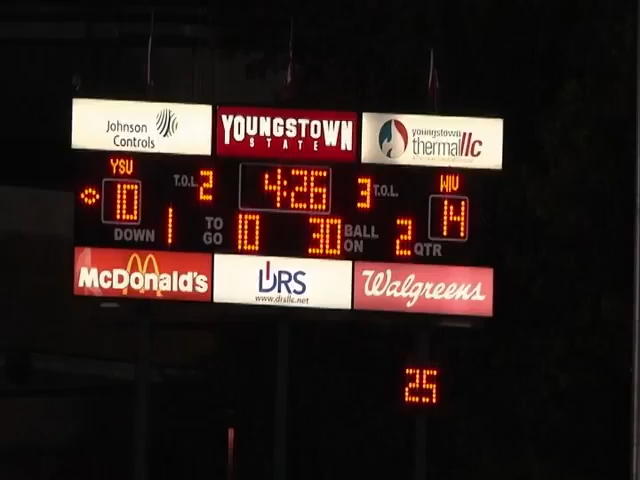 Johnson Controls
YOUNGSTOWN STATE
youngstown thermalllc
YSU T.O.L. 2 4:26 3 T.O.L. WIU
10 14
DOWN 1 TO GO 10 30 BALL ON 2 QTR
McDonald's
DRS
www.drsllc.net
Walgreens
25